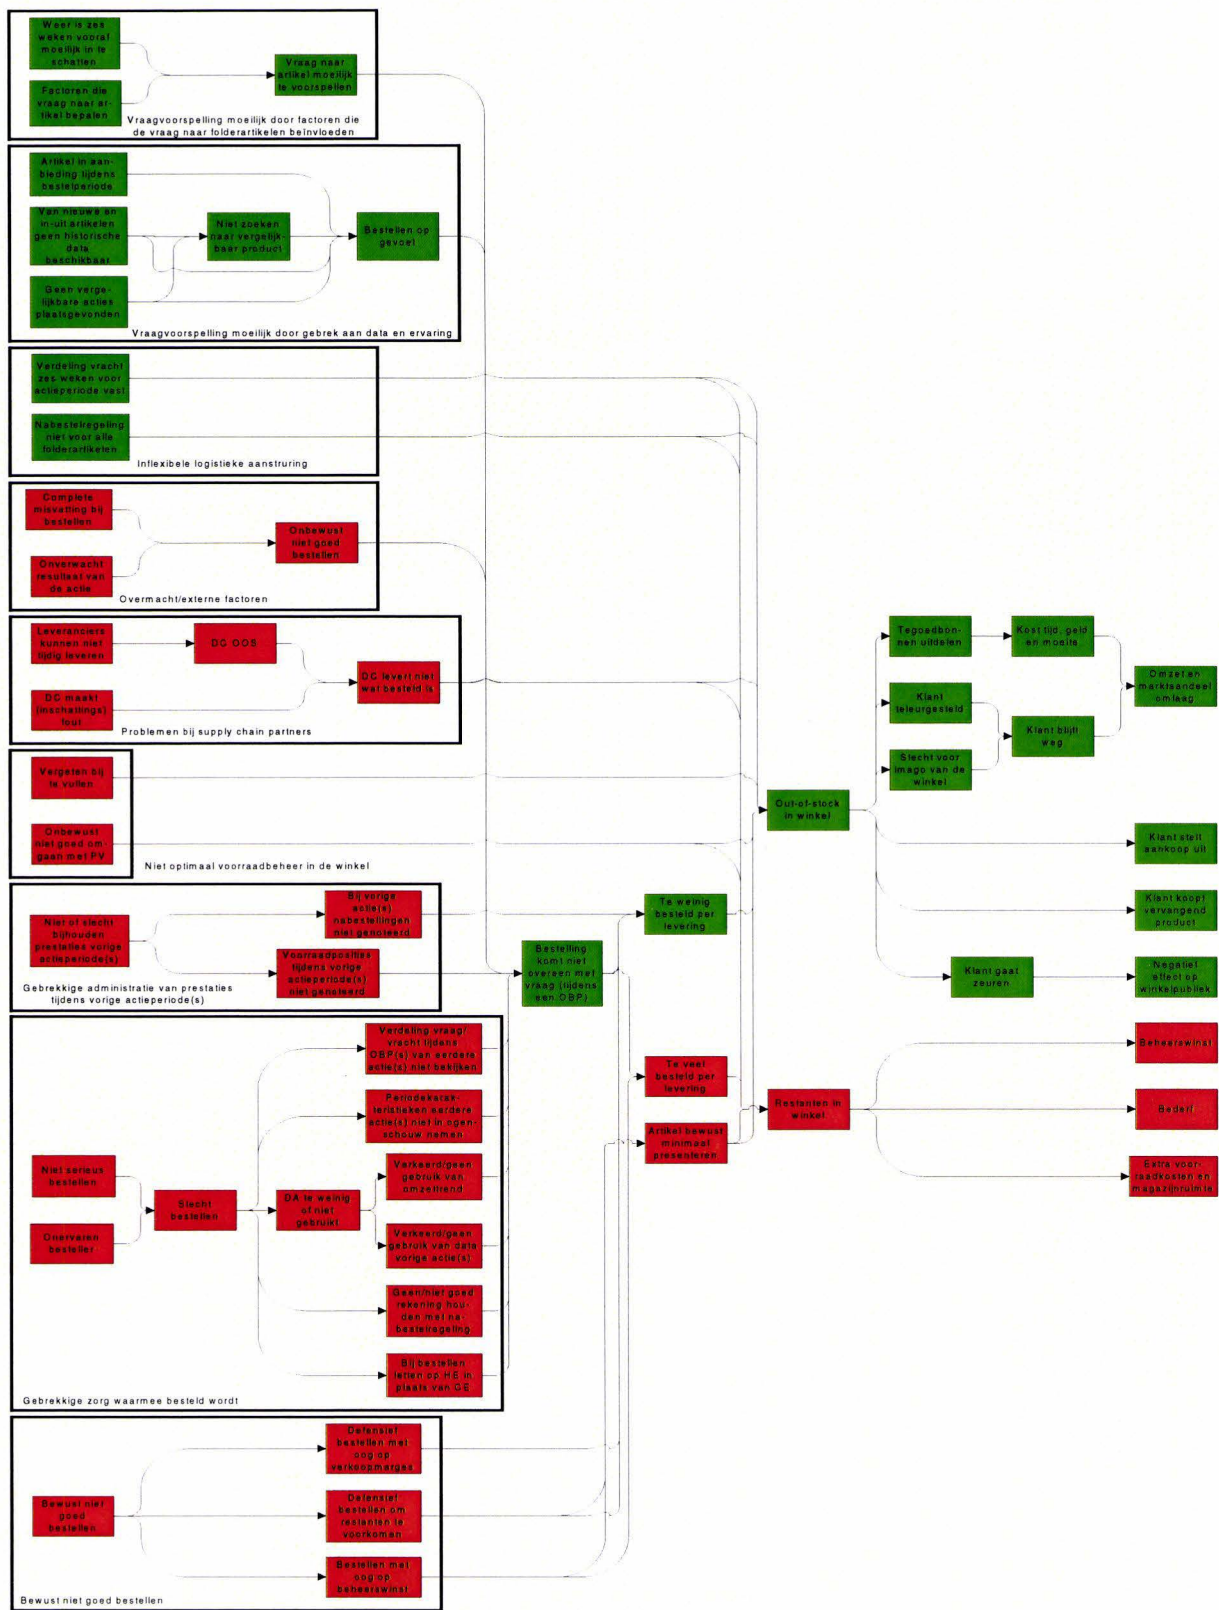 Weer is zes
weken vooraf
moeilijk in te
schatten
Factoren die
vraag naar ar-
tikel bepalen
Vraag naar
artikel moeilijk
te voorspellen
Vraagvoorspelling moeilijk door factoren die
de vraag naar folderartikelen beïnvloeden
Artikel in aan-
bieding tijdens
bestelperiode
Van nieuwe en
in-uit artikelen
geen historische
data
beschikbaar
Geen verge-
lijkbare acties
plaatsgevonden
Niet zoeken
naar vergelijk-
baar product
Bestellen op
gevoel
Vraagvoorspelling moeilijk door gebrek aan data en ervaring
Verdeling vracht
zes weken voor
actieperiode vast
Nabestelregeling
niet voor alle
folderartikelen
Inflexibele logistieke aanstruring
Complete
misvatting bij
bestellen
Onverwacht
resultaat van
de actie
Onbewust
niet goed
bestellen
Overmacht/externe factoren
Leveranciers
kunnen niet
tijdig leveren
DC OOS
DC maakt
(inschattings)
fout
DC levert niet
wat besteld is
Problemen bij supply chain partners
Vergeten bij
te vullen
Onbewust
niet goed om-
gaan met PV
Niet optimaal voorraadbeheer in de winkel
Niet of slecht
bijhouden
prestaties vorige
actieperiode(s)
Bij vorige
actie(s)
nabestellingen
niet genoteerd
Voorraadposities
tijdens vorige
actieperiode(s)
niet genoteerd
Gebrekkige administratie van prestaties
tijdens vorige actieperiode(s)
Niet serieus
bestellen
Onervaren
besteller
Slecht
bestellen
Verdeling vraag/
vracht tijdens
OBP(s) van eerdere
actie(s) niet bekijken
Periodekarak-
teristieken eerdere
actie(s) niet in ogen-
schouw nemen
DA te weinig
of niet
gebruikt
Verkeerd/geen
gebruik van
omzettrend
Verkeerd/geen
gebruik van data
vorige actie(s)
Geen/niet goed
rekening hou-
den met na-
bestelregeling
Bij bestellen
letten op HE in
plaats van CE
Gebrekkige zorg waarmee besteld wordt
Bewust niet
goed
bestellen
Defensief
bestellen met
oog op
verkoopmarges
Defensief
bestellen om
restanten te
voorkomen
Bestellen met
oog op
beheerswinst
Bewust niet goed bestellen
Bestelling
komt niet
overeen met
vraag (tijdens
een OBP)
Te weinig
besteld per
levering
Te veel
besteld per
levering
Artikel bewust
minimaal
presenteren
Out-of-stock
in winkel
Restanten in
winkel
Tegoedbon-
nen uitdelen
Kost tijd, geld
en moeite
Klant
teleurgesteld
Slecht voor
imago van de
winkel
Klant blijft
weg
Omzet en
marktaandeel
omlaag
Klant stelt
aankoop uit
Klant koopt
vervangend
product
Klant gaat
zeuren
Negatief
effect op
winkelpubliek
Beheerswinst
Bederf
Extra voor-
raadkosten en
magazijnruimte